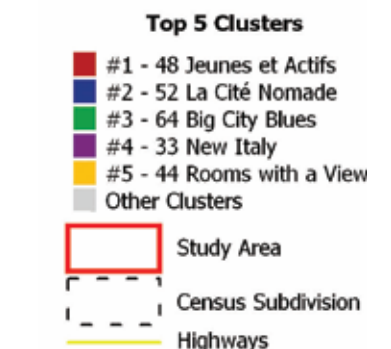 Top 5 Clusters
#1 - 48 Jeunes et Actifs
#2 - 52 La Cité Nomade
#3 - 64 Big City Blues
#4 - 33 New Italy
#5 - 44 Rooms with a View
Other Clusters
Study Area
Census Subdivision
Highways